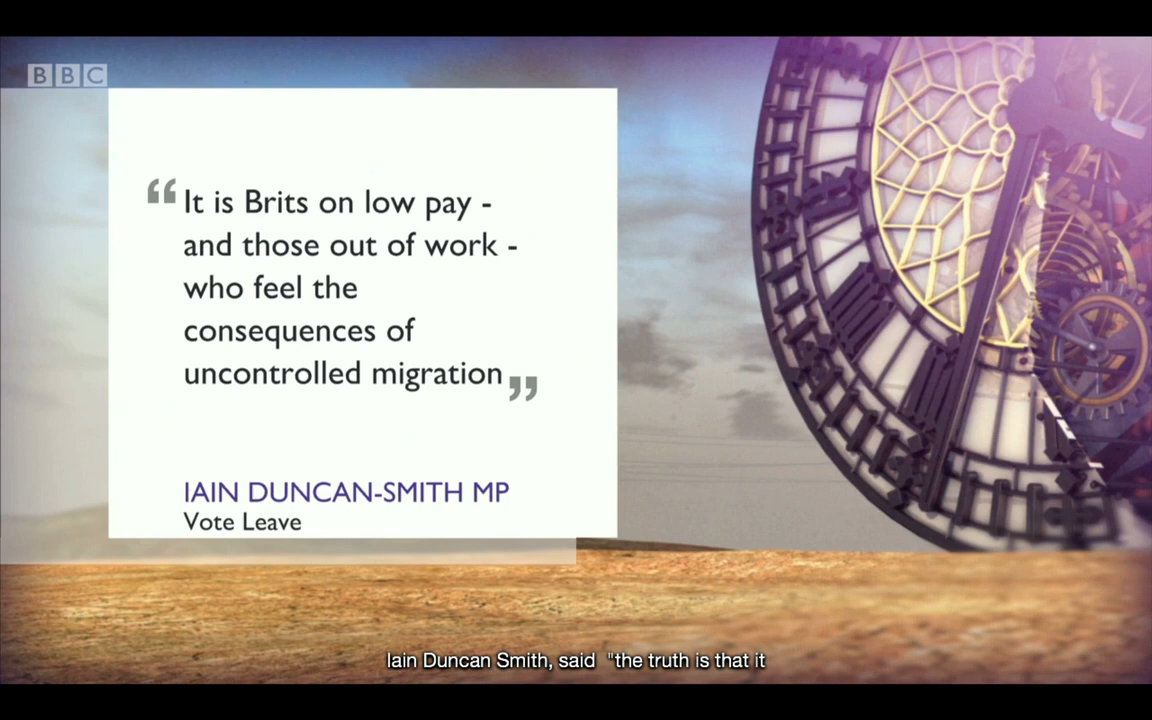 BBC
“It is Brits on low pay -
and those out of work -
who feel the
consequences of
uncontrolled migration”
IAIN DUNCAN-SMITH MP
Vote Leave
Iain Duncan Smith, said "the truth is that it